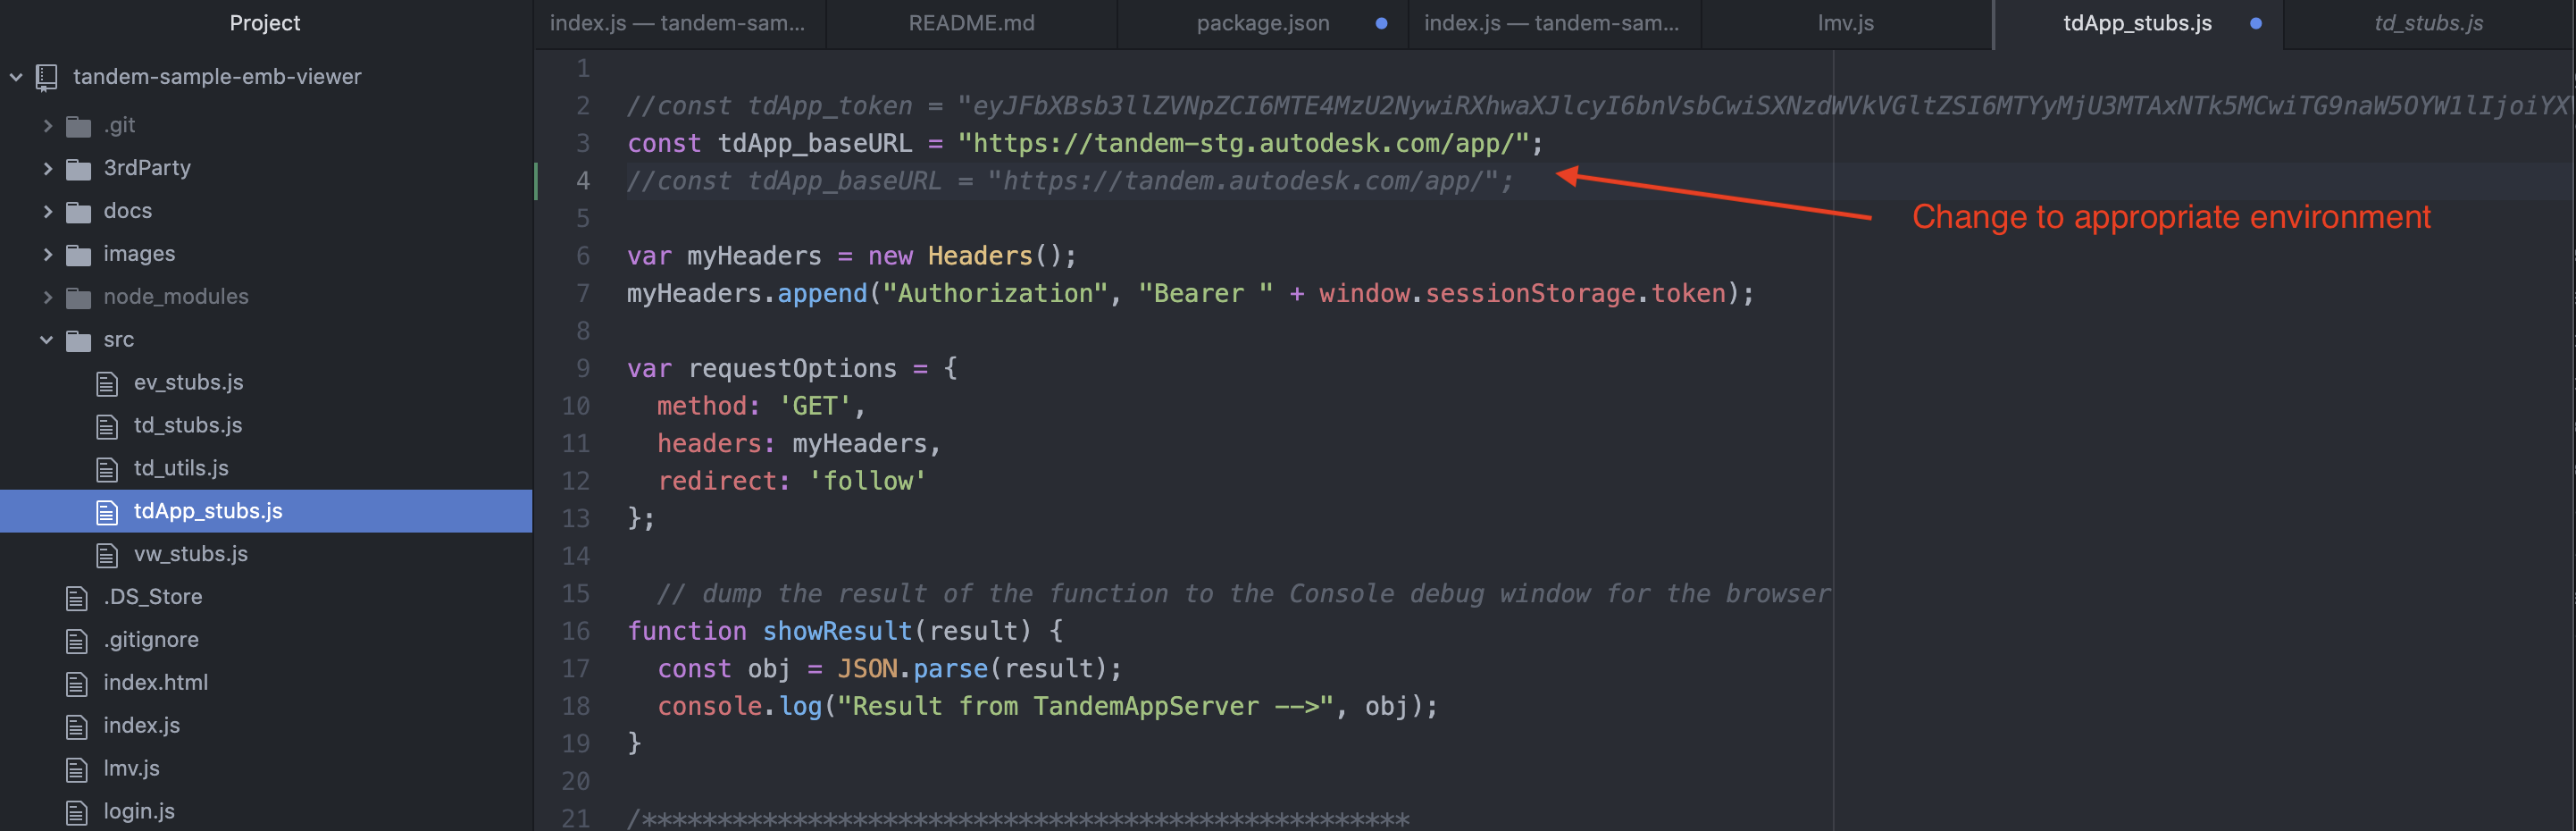 Project
index.js — tandem-sam...
README.md
package.json
index.js — tandem-sam...
lmv.js
tdApp_stubs.js
td_stubs.js
tandem-sample-emb-viewer
.git
3rdParty
docs
images
node_modules
src
ev_stubs.js
td_stubs.js
td_utils.js
tdApp_stubs.js
vw_stubs.js
.DS_Store
.gitignore
index.html
index.js
lmv.js
login.js
1
2 //const tdApp_token = "eyJFbXBsb3llZVNpZCI6MTE4MzU2NywiRXhwaXJlcyI6bnVsbCwiSXNzdWVkVGltZSI6MTYyMjU3MTAxNTk5MCwiTG9naW5OYW1lIjoiYX
3 const tdApp_baseURL = "https://tandem-stg.autodesk.com/app/";
4 //const tdApp_baseURL = "https://tandem.autodesk.com/app/";
Change to appropriate environment
5
6 var myHeaders = new Headers();
7 myHeaders.append("Authorization", "Bearer " + window.sessionStorage.token);
8
9 var requestOptions = {
10 method: 'GET',
11 headers: myHeaders,
12 redirect: 'follow'
13 };
14
15 // dump the result of the function to the Console debug window for the browser
16 function showResult(result) {
17 const obj = JSON.parse(result);
18 console.log("Result from TandemAppServer -->", obj);
19 }
20
21 /***************************************************